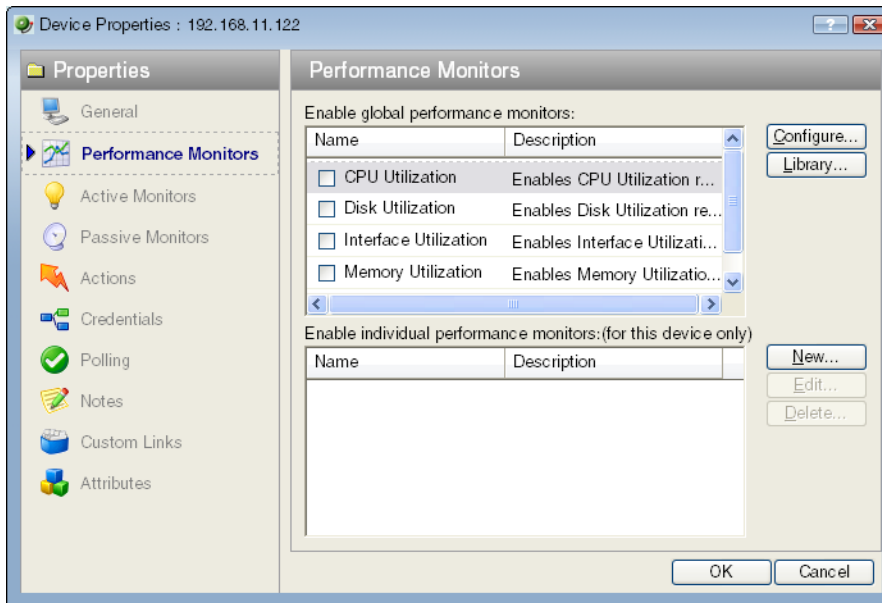 Device Properties : 192.168.11.122
Properties
General
Performance Monitors
Active Monitors
Passive Monitors
Actions
Credentials
Polling
Notes
Custom Links
Attributes
Performance Monitors
Enable global performance monitors:
Name Description
CPU Utilization Enables CPU Utilization r...
Disk Utilization Enables Disk Utilization re...
Interface Utilization Enables Interface Utilizati...
Memory Utilization Enables Memory Utilizatio...
Configure...
Library...
Enable individual performance monitors:(for this device only)
Name Description
New...
Edit...
Delete...
OK Cancel